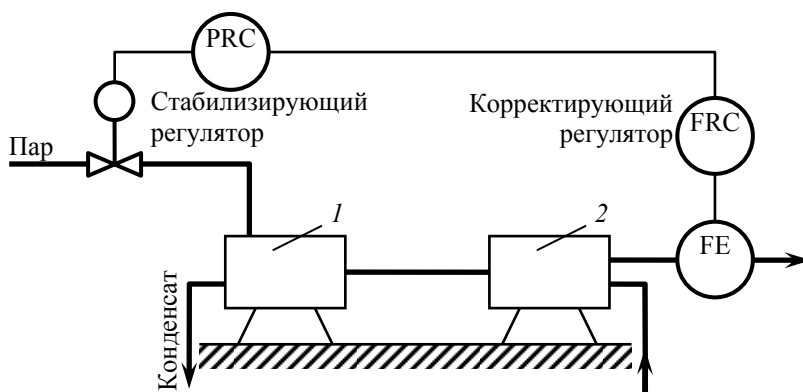 PRC
Стабилизирующий
регулятор
Корректирующий
регулятор
FRC
Пар
1
2
FE
Конденсат